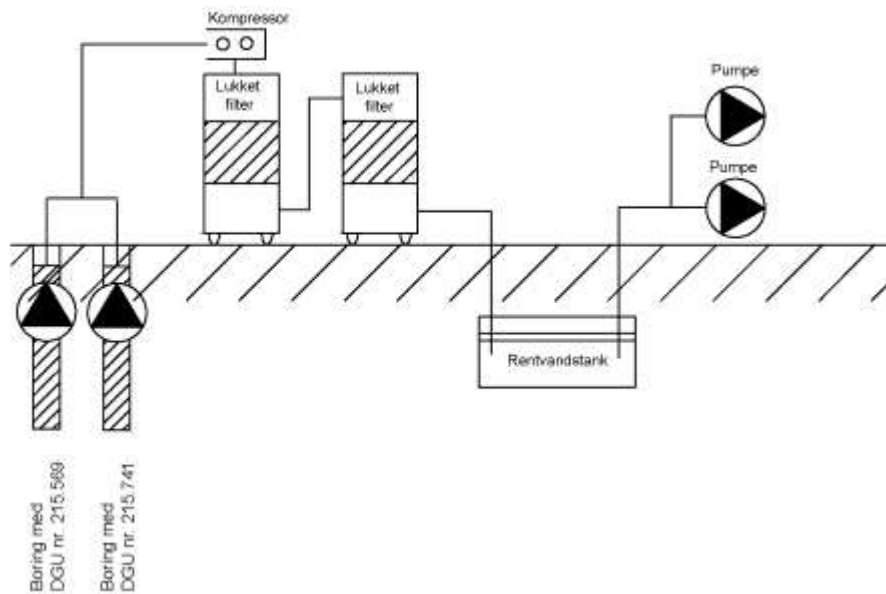 Kompressor
Lukket
filter
Lukket
filter
Pumpe
Pumpe
Rentvandstank
Boring med
DGU nr. 215.569
Boring med
DGU nr. 215.741